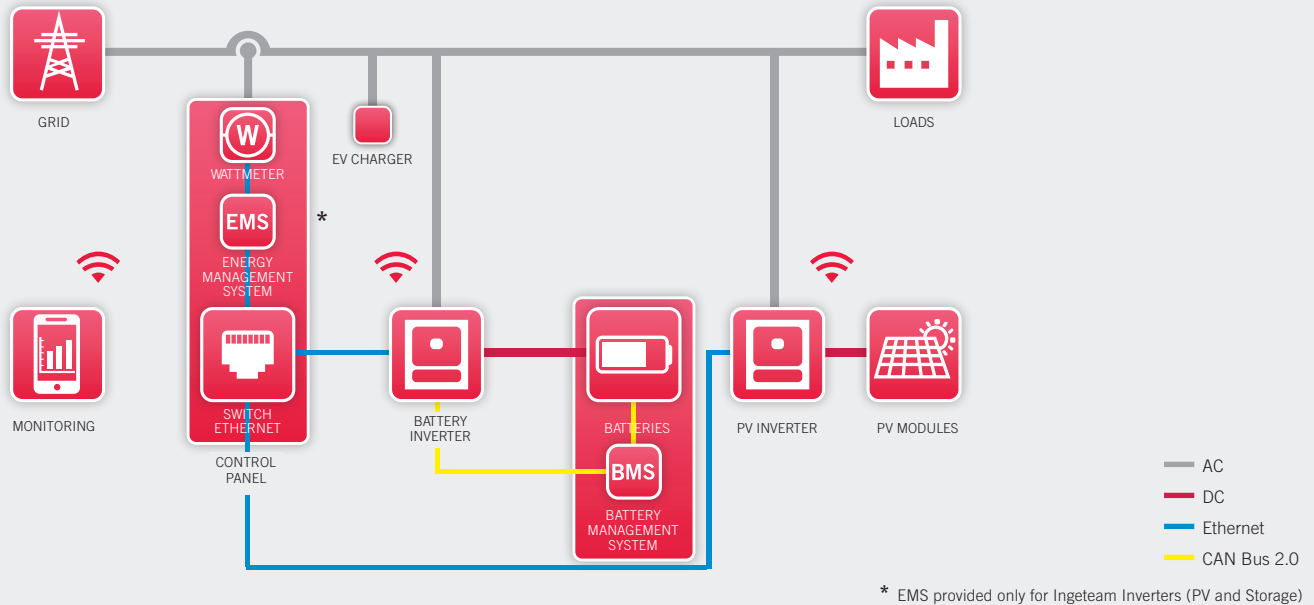 GRID
LOADS
W
WATTMETER
EV CHARGER
EMS
*
ENERGY
MANAGEMENT
SYSTEM
MONITORING
SWITCH
ETHERNET
CONTROL
PANEL
BATTERY
INVERTER
BATTERIES
BMS
BATTERY
MANAGEMENT
SYSTEM
PV INVERTER
PV MODULES
AC
DC
Ethernet
CAN Bus 2.0
* EMS provided only for Ingeteam Inverters (PV and Storage)